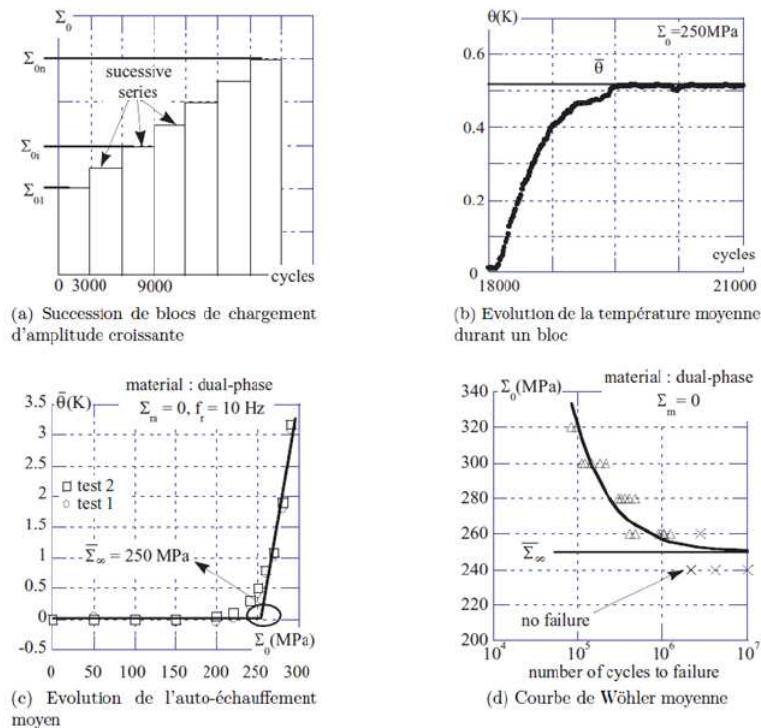 Σ0
Σ0n
sucessive
series
Σ0i
Σ01
0 3000 9000 cycles
(a) Succession de blocs de chargement
d'amplitude croissante
θ(K)
Σ0=250MPa
0.6
θ̄
0.4
0.2
cycles
0
18000 21000
(b) Evolution de la température moyenne
durant un bloc
material : dual-phase
θ̄(K)
Σm = 0, fr = 10 Hz
3.5
3
2.5
2
1.5
1
0.5
0
-0.5
test 2
test 1
Σ̄∞ = 250 MPa
Σ0(MPa)
0 50 100 150 200 250 300
(c) Evolution de l'auto-échauffement
moyen
material : dual-phase
Σ0(MPa)
Σm = 0
340
320
300
280
260
240
220
200
Σ̄∞
no failure
10^4 10^5 10^6 10^7
number of cycles to failure
(d) Courbe de Wöhler moyenne